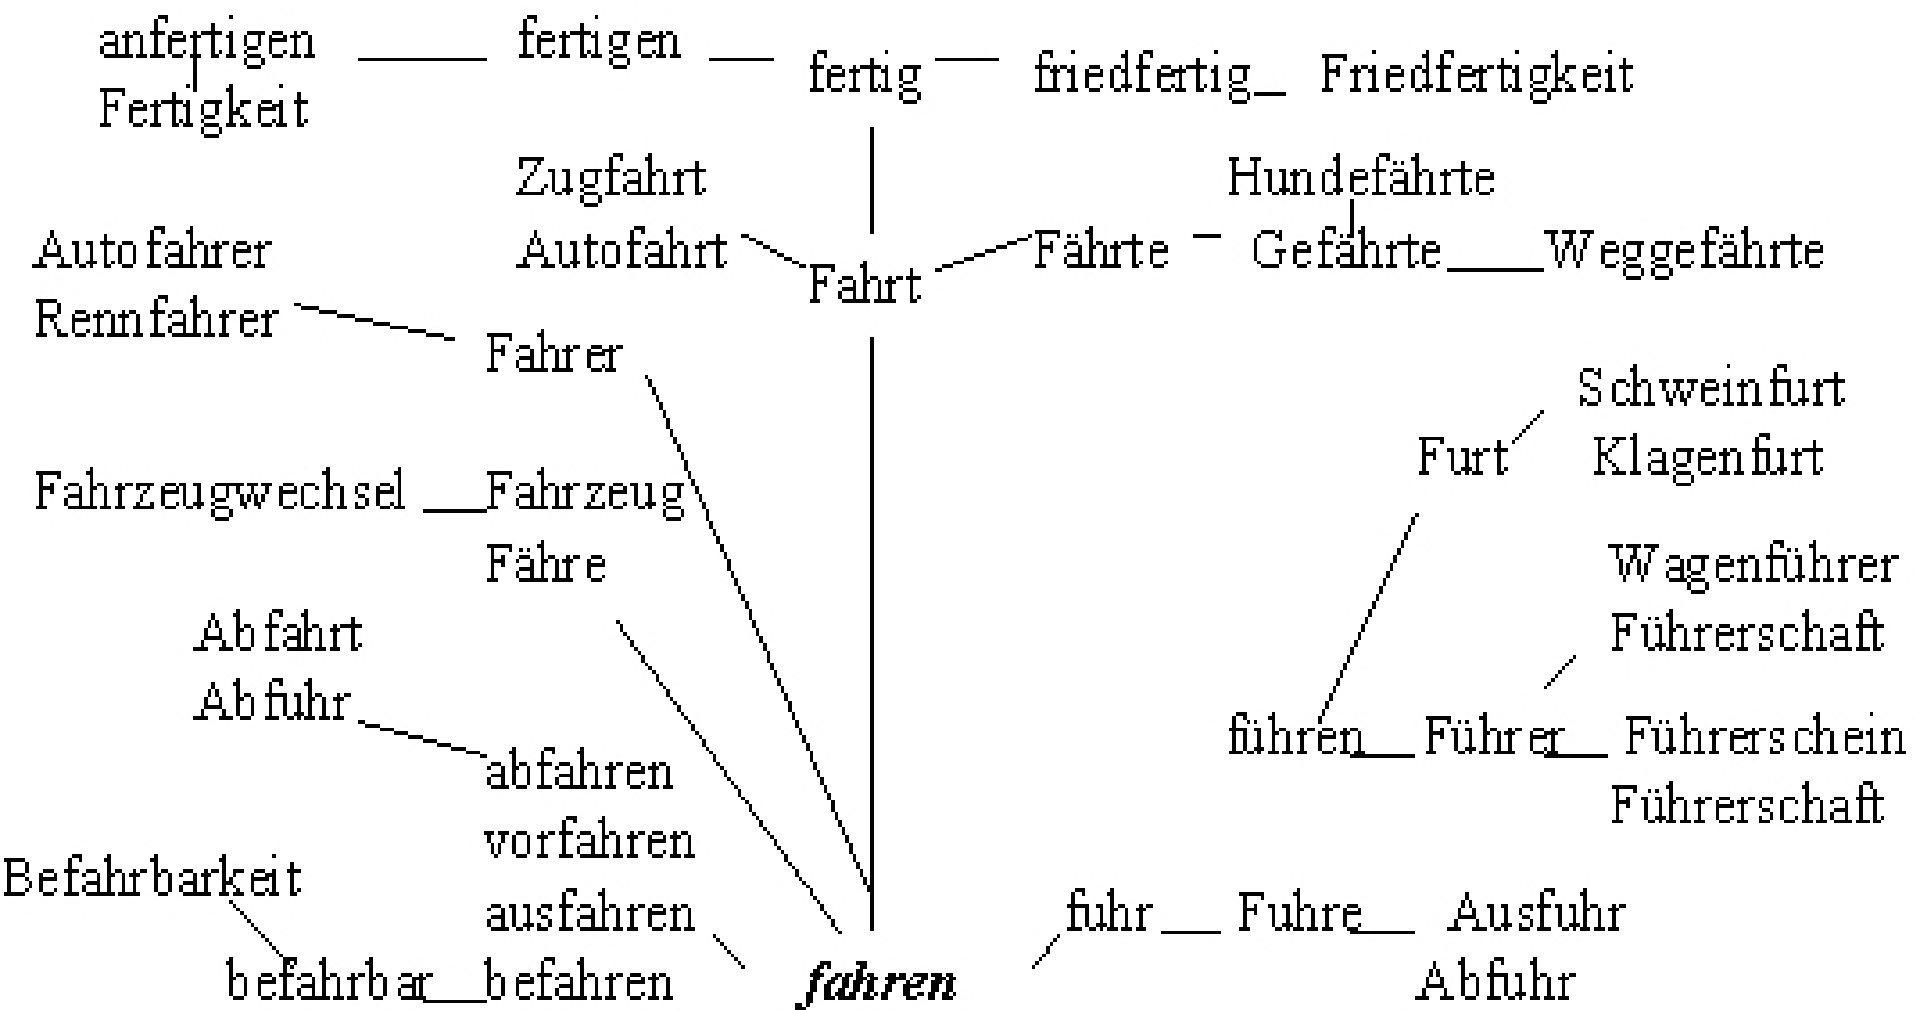 anfertigen fertigen
fertig friedfertig Friedfertigkeit
Fertigkeit
Zugfahrt Hundefährte
Autofahrer Autofahrt Fährte Gefährte Weggefährte
Fahrt
Rennfahrer
Fahrer
Schweinfurt
Furt Klagenfurt
Fahrzeugwechsel Fahrzeug
Fähre Wagenführer
Abfahrt Führerschaft
Abfuhr
führen Führer Führerschein
abfahren
Führerschaft
vorfahren
Befahrbarkeit
ausfahren fuhr Fuhre Ausfuhr
befahrbar befahren fahren Abfuhr